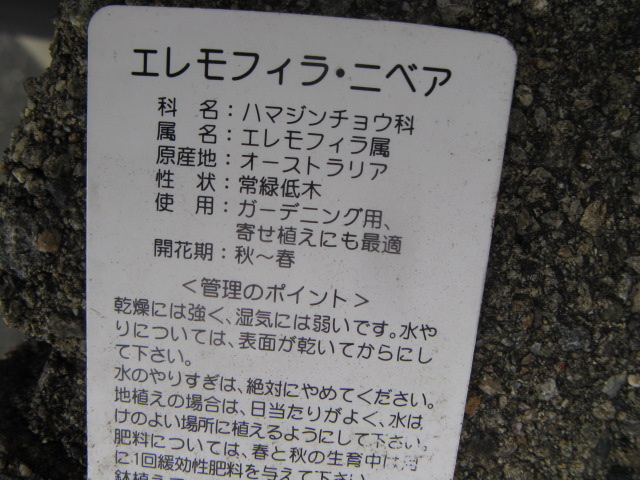 エレモフィラ・ニベア
科　名：ハマジンチョウ科
属　名：エレモフィラ属
原産地：オーストラリア
性　状：常緑低木
使　用：ガーデニング用、
寄せ植えにも最適
開花期：秋～春
＜管理のポイント＞
乾燥には強く、湿気には弱いです。水や
りについては、表面が乾いてからにし
て下さい。
水のやりすぎは、絶対にやめてください。
地植えの場合は、日当たりがよく、水は
けのよい場所に植えるようにして下さい。
肥料については、春と秋の生育中は月
に1回緩効性肥料を与えて下さい。
鉢植え